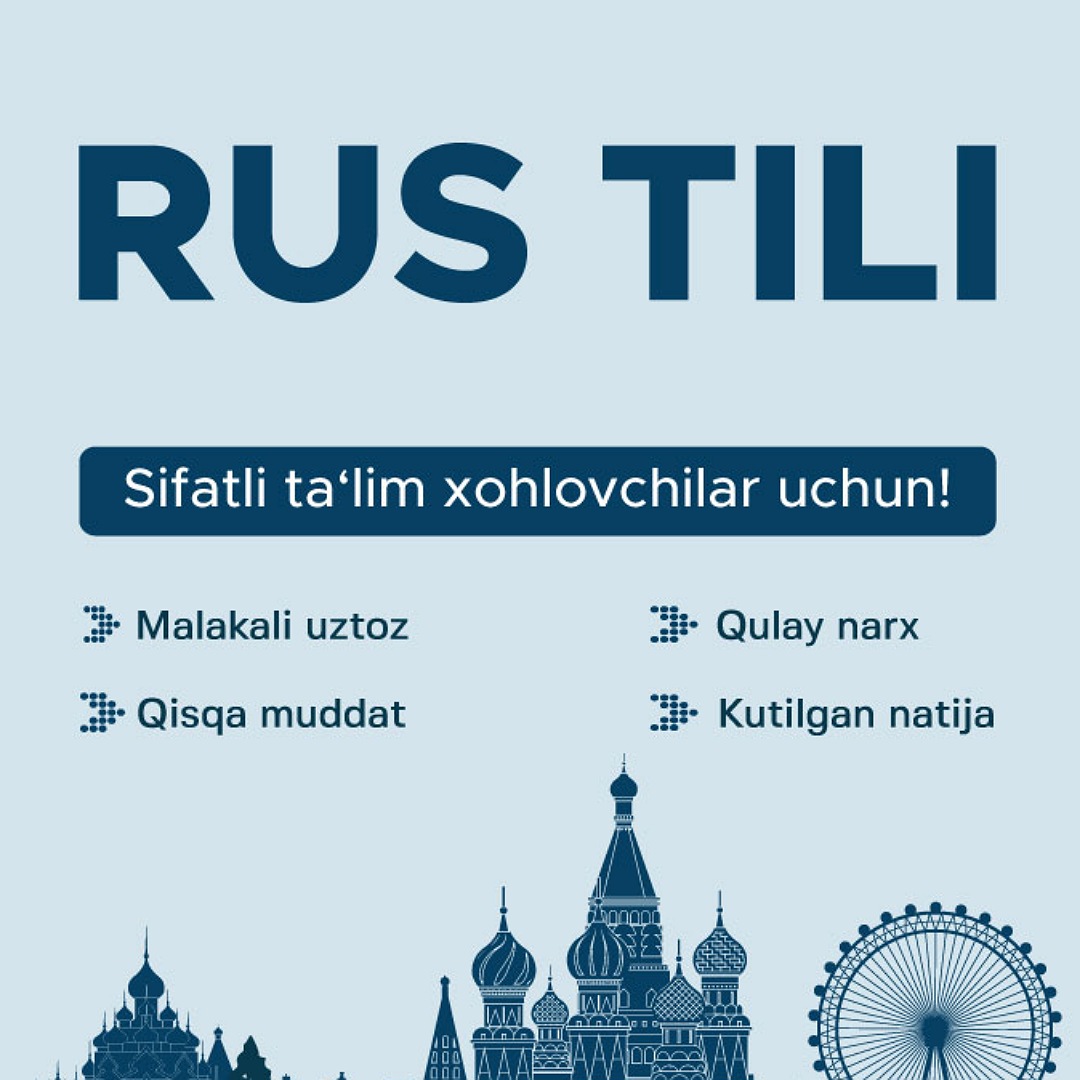 RUS TILI
Sifatli ta‘lim xohlovchilar uchun!
Malakali uztoz
Qulay narx
Qisqa muddat
Kutilgan natija